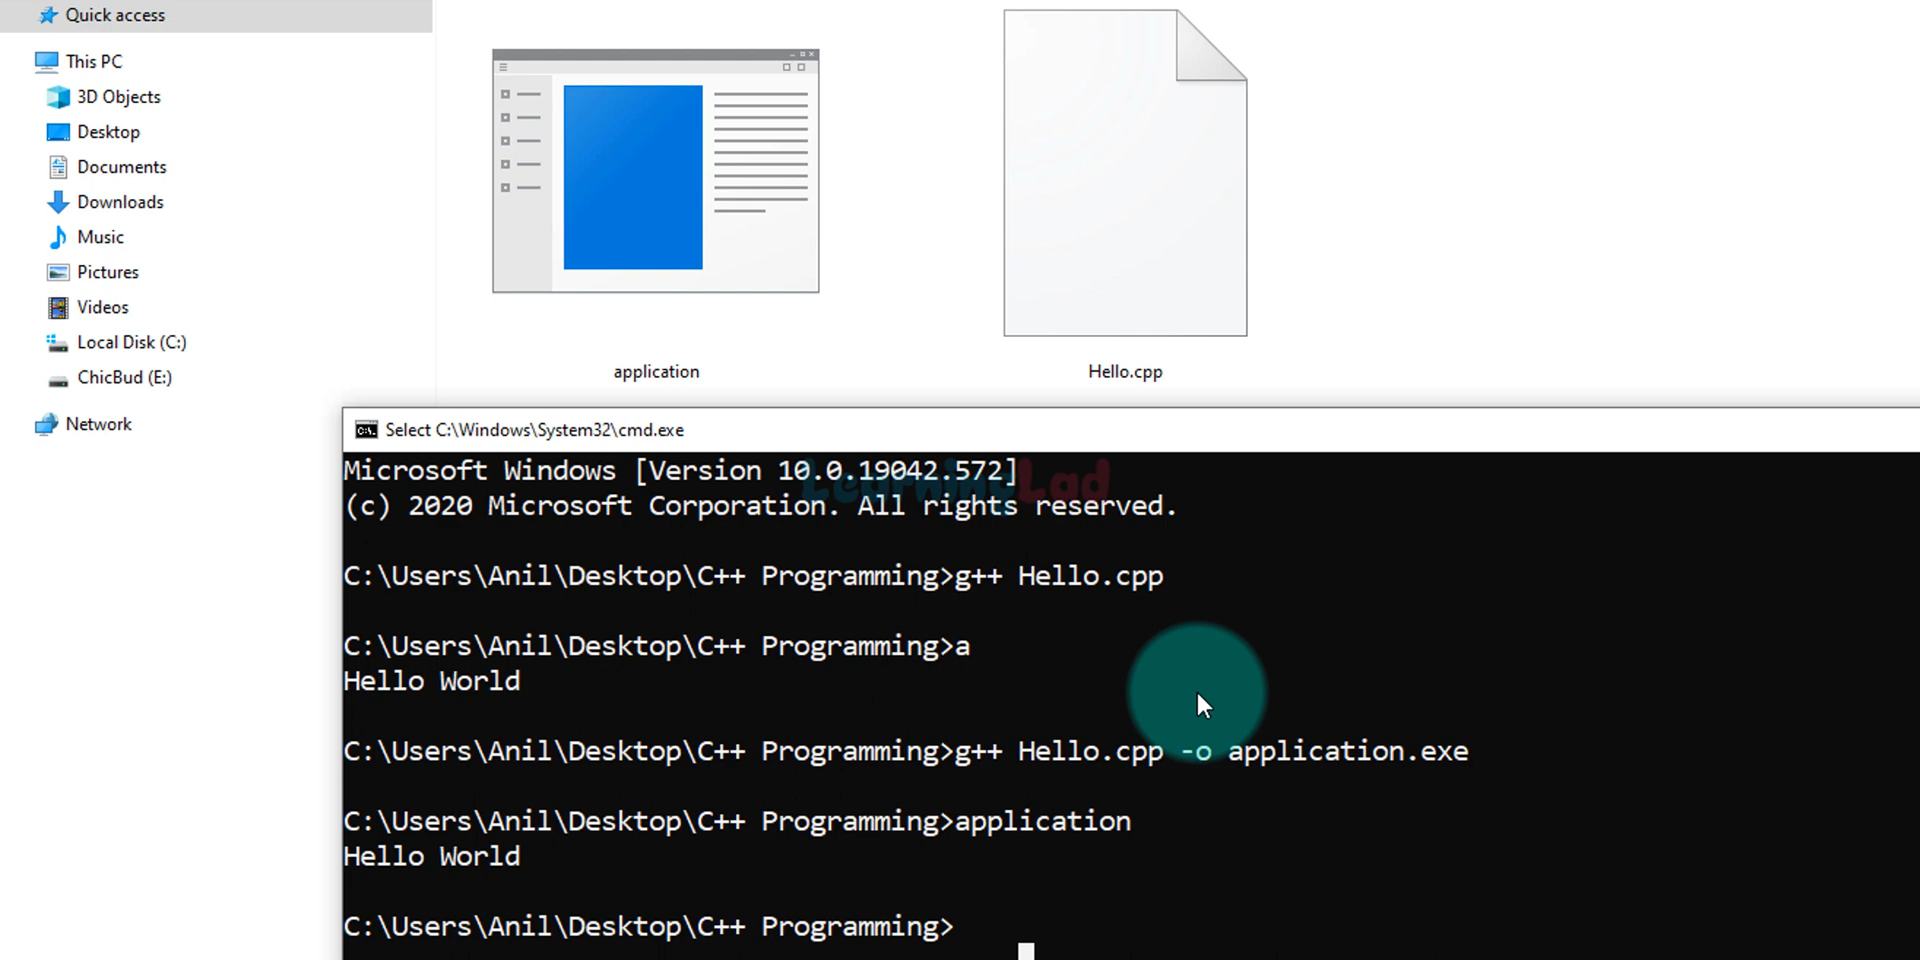 Quick access
This PC
3D Objects
Desktop
Documents
Downloads
Music
Pictures
Videos
Local Disk (C:)
ChicBud (E:)
Network
application
Hello.cpp
Select C:\Windows\System32\cmd.exe
Microsoft Windows [Version 10.0.19042.572]
LearningLad
(c) 2020 Microsoft Corporation. All rights reserved.
C:\Users\Anil\Desktop\C++ Programming>g++ Hello.cpp
C:\Users\Anil\Desktop\C++ Programming>a
Hello World
C:\Users\Anil\Desktop\C++ Programming>g++ Hello.cpp -o application.exe
C:\Users\Anil\Desktop\C++ Programming>application
Hello World
C:\Users\Anil\Desktop\C++ Programming>